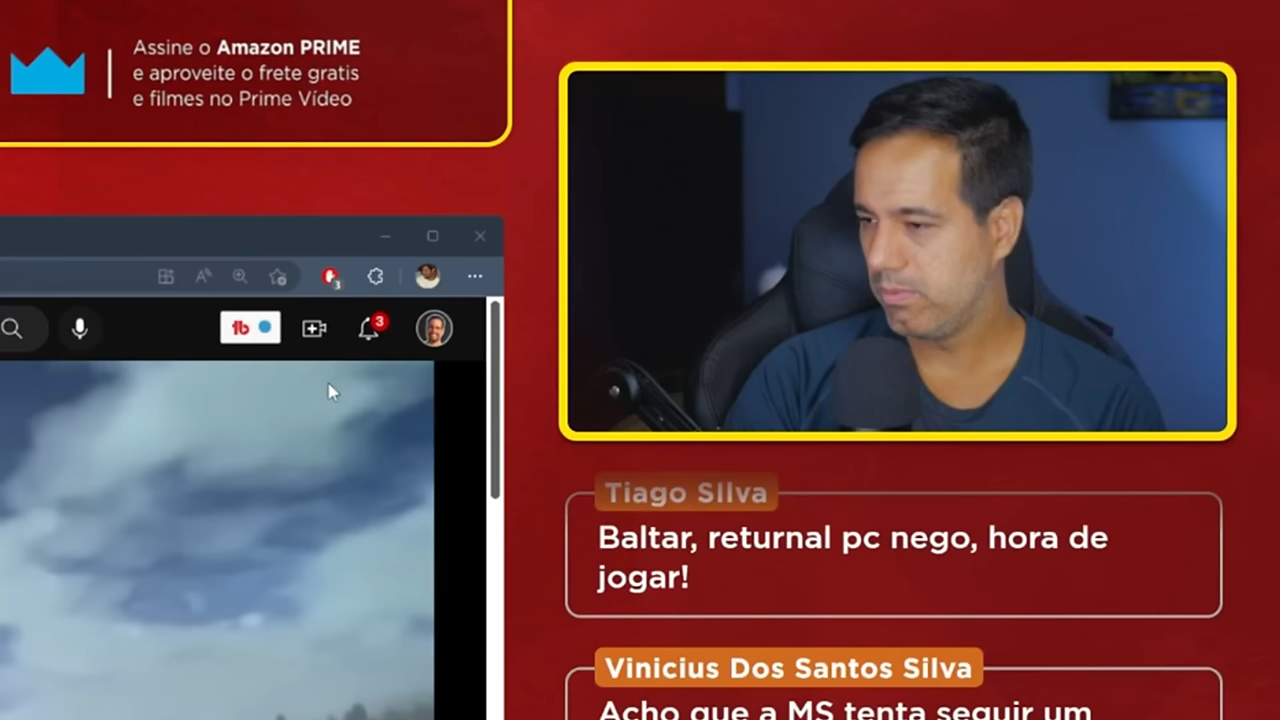 Assine o Amazon PRIME
e aproveite o frete gratis
e filmes no Prime Vídeo
3
tb
3
Tiago SIlva
Baltar, returnal pc nego, hora de
jogar!
Vinicius Dos Santos Silva
Acho que a MS tenta seguir um